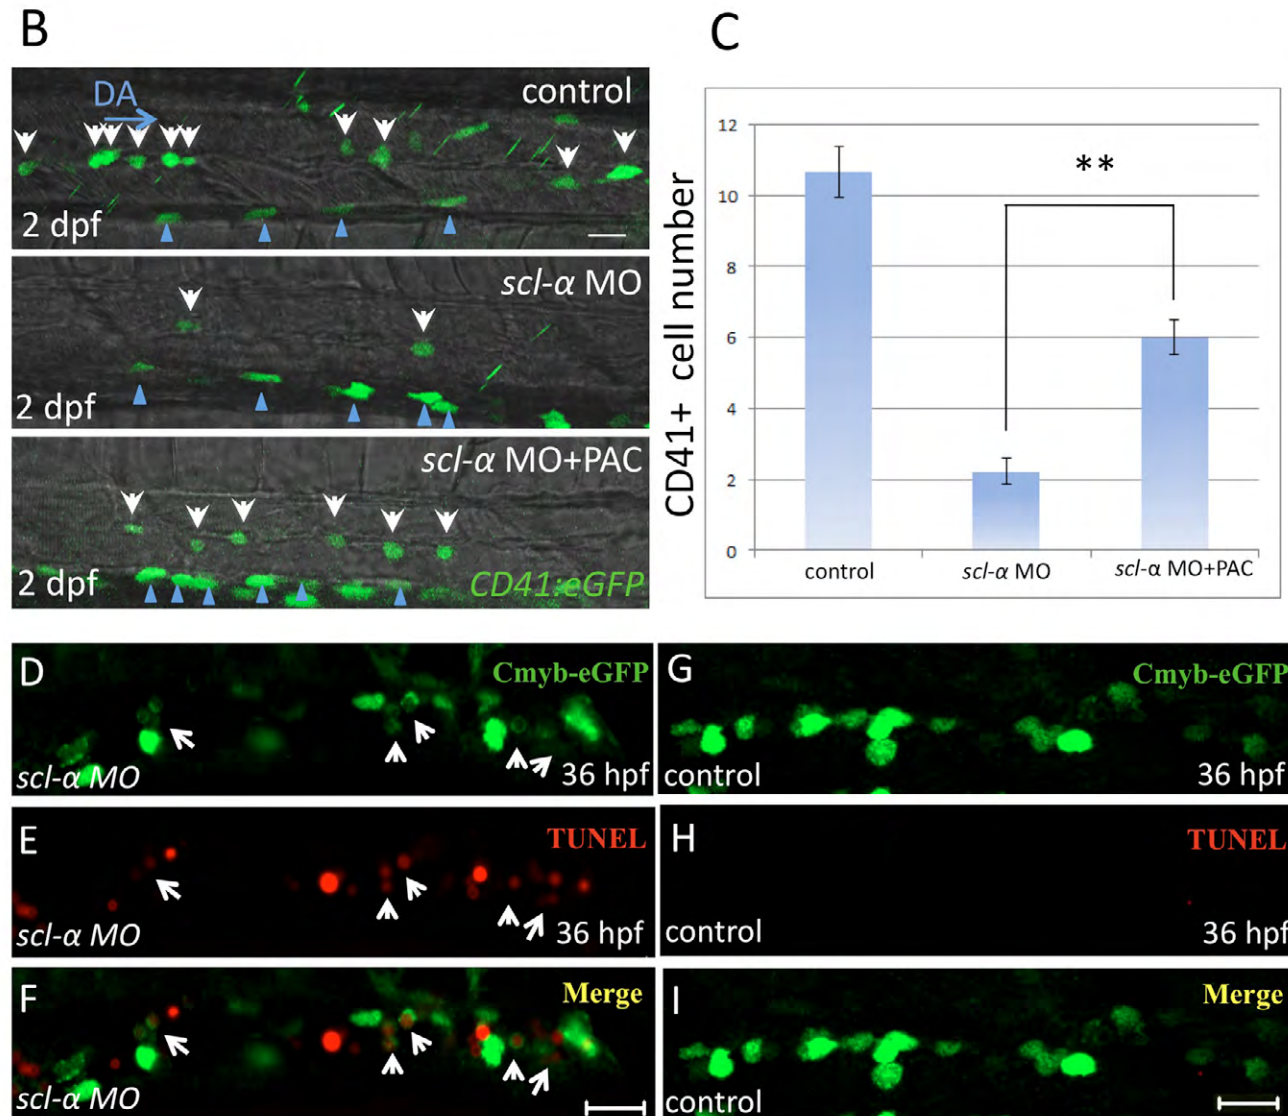 B
DA
control
2 dpf
scl-α MO
2 dpf
scl-α MO+PAC
2 dpf
CD41:eGFP
C
CD41+ cell number
12
10
8
6
4
2
0
**
control
scl-α MO
scl-α MO+PAC
D
Cmyb-eGFP
scl-α MO
36 hpf
G
Cmyb-eGFP
control
36 hpf
E
TUNEL
scl-α MO
36 hpf
H
TUNEL
control
36 hpf
F
Merge
scl-α MO
I
Merge
control